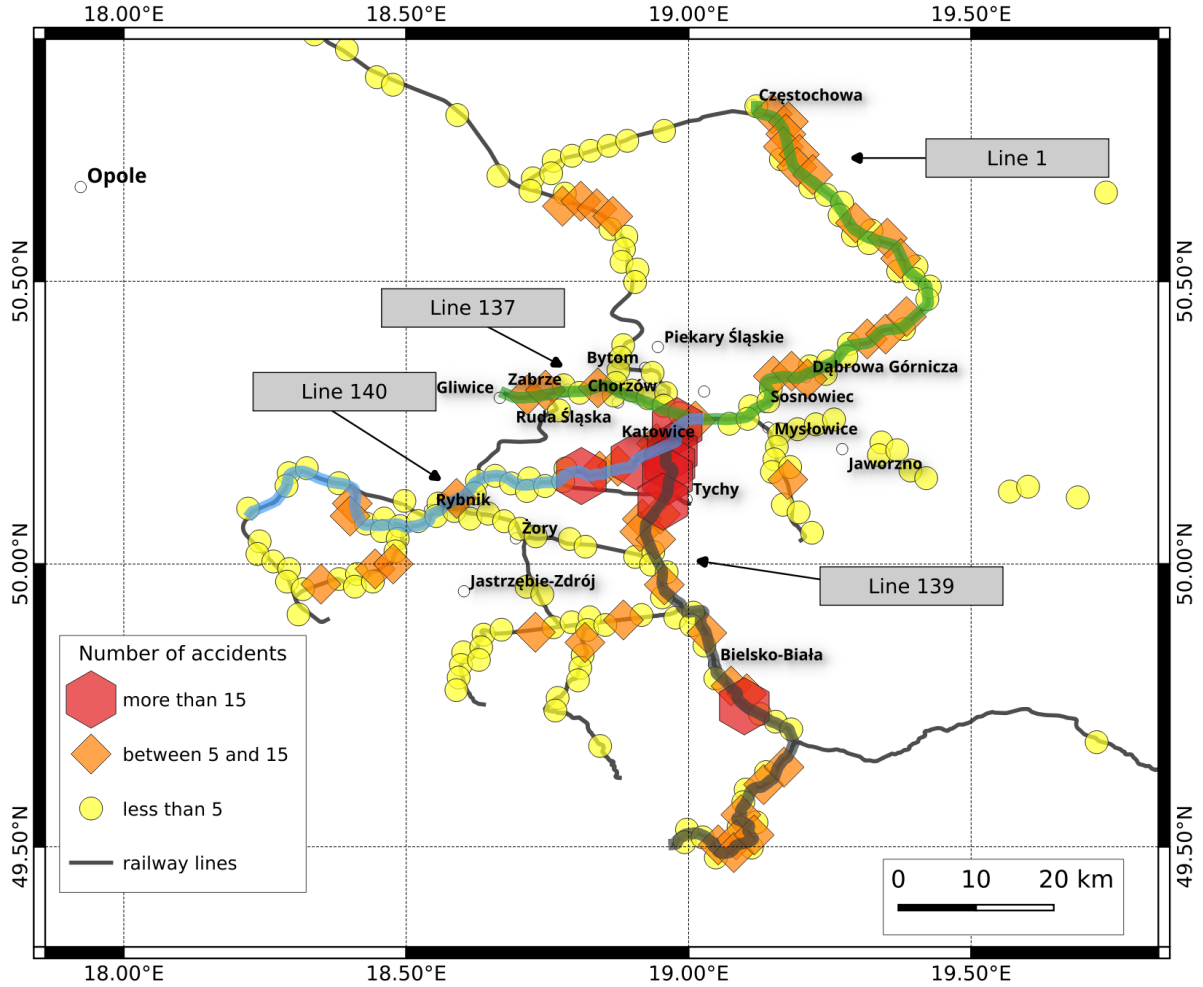 18.00°E 18.50°E 19.00°E 19.50°E
Częstochowa
Line 1
Opole
50.50°N 50.50°N
Line 137
Piekary Śląskie
Bytom
Dąbrowa Górnicza
Zabrze
Gliwice
Chorzów
Line 140
Sosnowiec
Ruda Śląska
Katowice
Mysłowice
Jaworzno
Tychy
Rybnik
Żory
50.00°N 50.00°N
Jastrzębie-Zdrój
Line 139
Bielsko-Biała
Number of accidents
more than 15
between 5 and 15
less than 5
railway lines
49.50°N 49.50°N
0 10 20 km
18.00°E 18.50°E 19.00°E 19.50°E